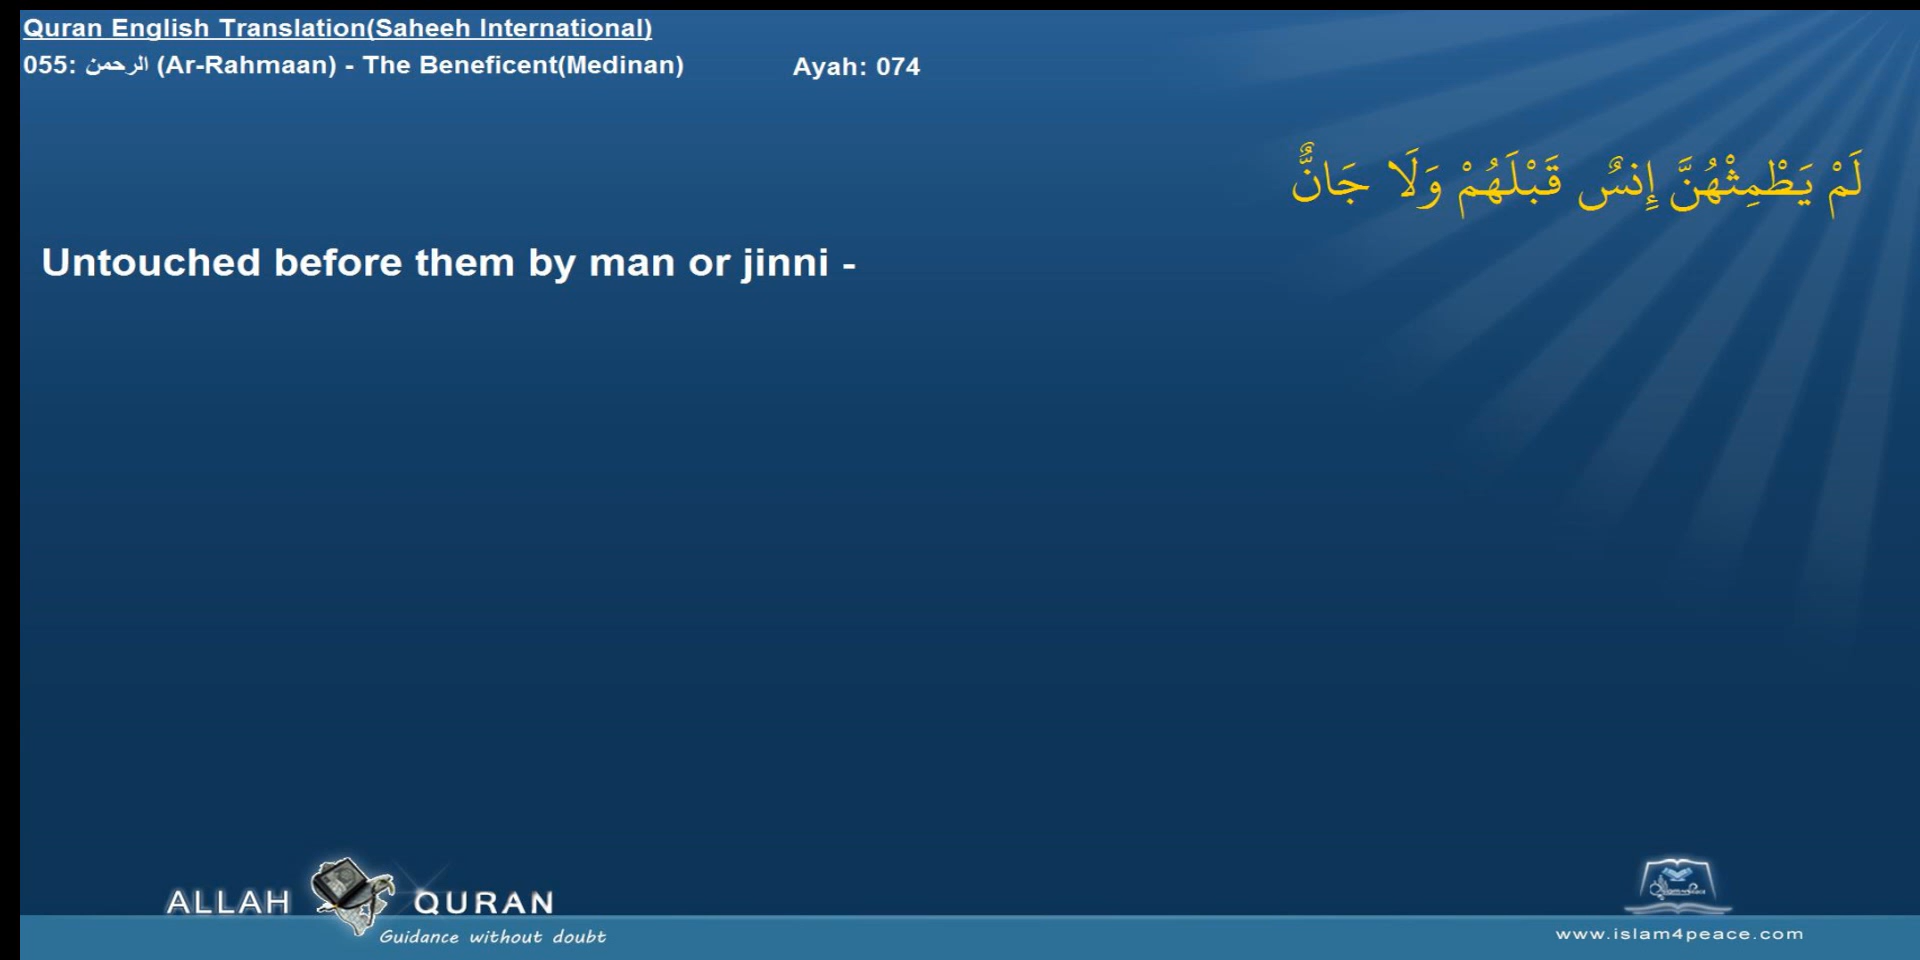 Quran English Translation(Saheeh International)
055: الرحمن (Ar-Rahmaan) - The Beneficent(Medinan) Ayah: 074
لَمْ يَطْمِثْهُنَّ إِنسٌ قَبْلَهُمْ وَلَا جَانٌّ
Untouched before them by man or jinni -
ALLAH QURAN
Guidance without doubt
www.islam4peace.com